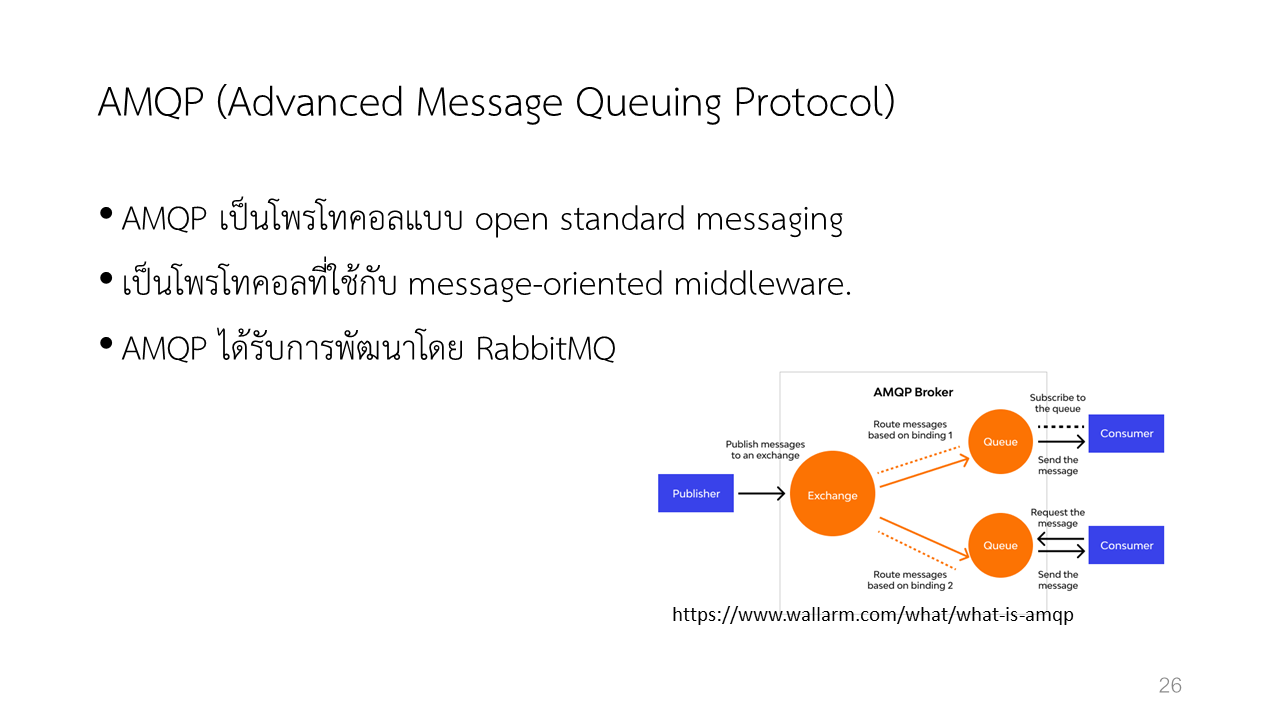 AMQP (Advanced Message Queuing Protocol)
• AMQP เป็นโพรโทคอลแบบ open standard messaging
• เป็นโพรโทคอลที่ใช้กับ message-oriented middleware.
• AMQP ได้รับการพัฒนาโดย RabbitMQ
AMQP Broker
Publisher
Publish messages
to an exchange
Exchange
Route messages
based on binding 1
Queue
Subscribe to
the queue
Send the
message
Consumer
Route messages
based on binding 2
Queue
Request the
message
Send the
message
Consumer
https://www.wallarm.com/what/what-is-amqp
26